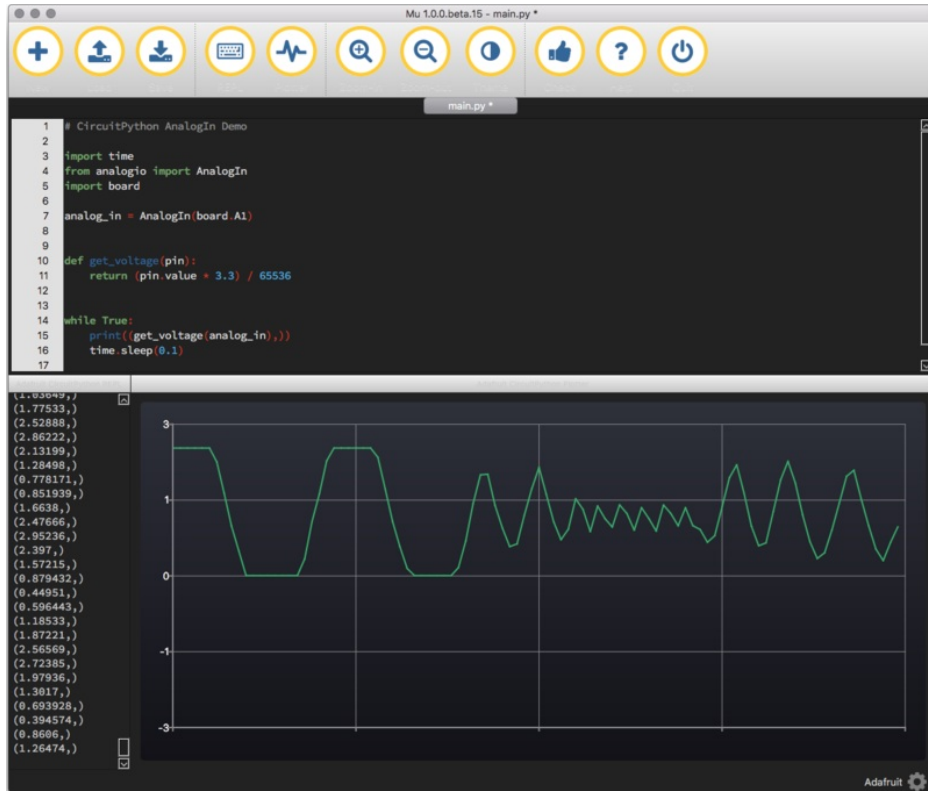 Mu 1.0.0.beta.15 - main.py *
main.py *
1 # CircuitPython AnalogIn Demo
2
3 import time
4 from analogio import AnalogIn
5 import board
6
7 analog_in = AnalogIn(board.A1)
8
9
10 def get_voltage(pin):
11 return (pin.value * 3.3) / 65536
12
13
14 while True:
15 print((get_voltage(analog_in),))
16 time.sleep(0.1)
17
(1.03649,)
(1.77533,)
(2.52888,)
(2.86222,)
(2.13199,)
(1.28498,)
(0.778171,)
(0.851939,)
(1.6638,)
(2.47666,)
(2.95236,)
(2.397,)
(1.57215,)
(0.879432,)
(0.44951,)
(0.596443,)
(1.18533,)
(1.87221,)
(2.56569,)
(2.72385,)
(1.97936,)
(1.3017,)
(0.693928,)
(0.394574,)
(0.8606,)
(1.26474,)
3
1
0
-1
-3
Adafruit